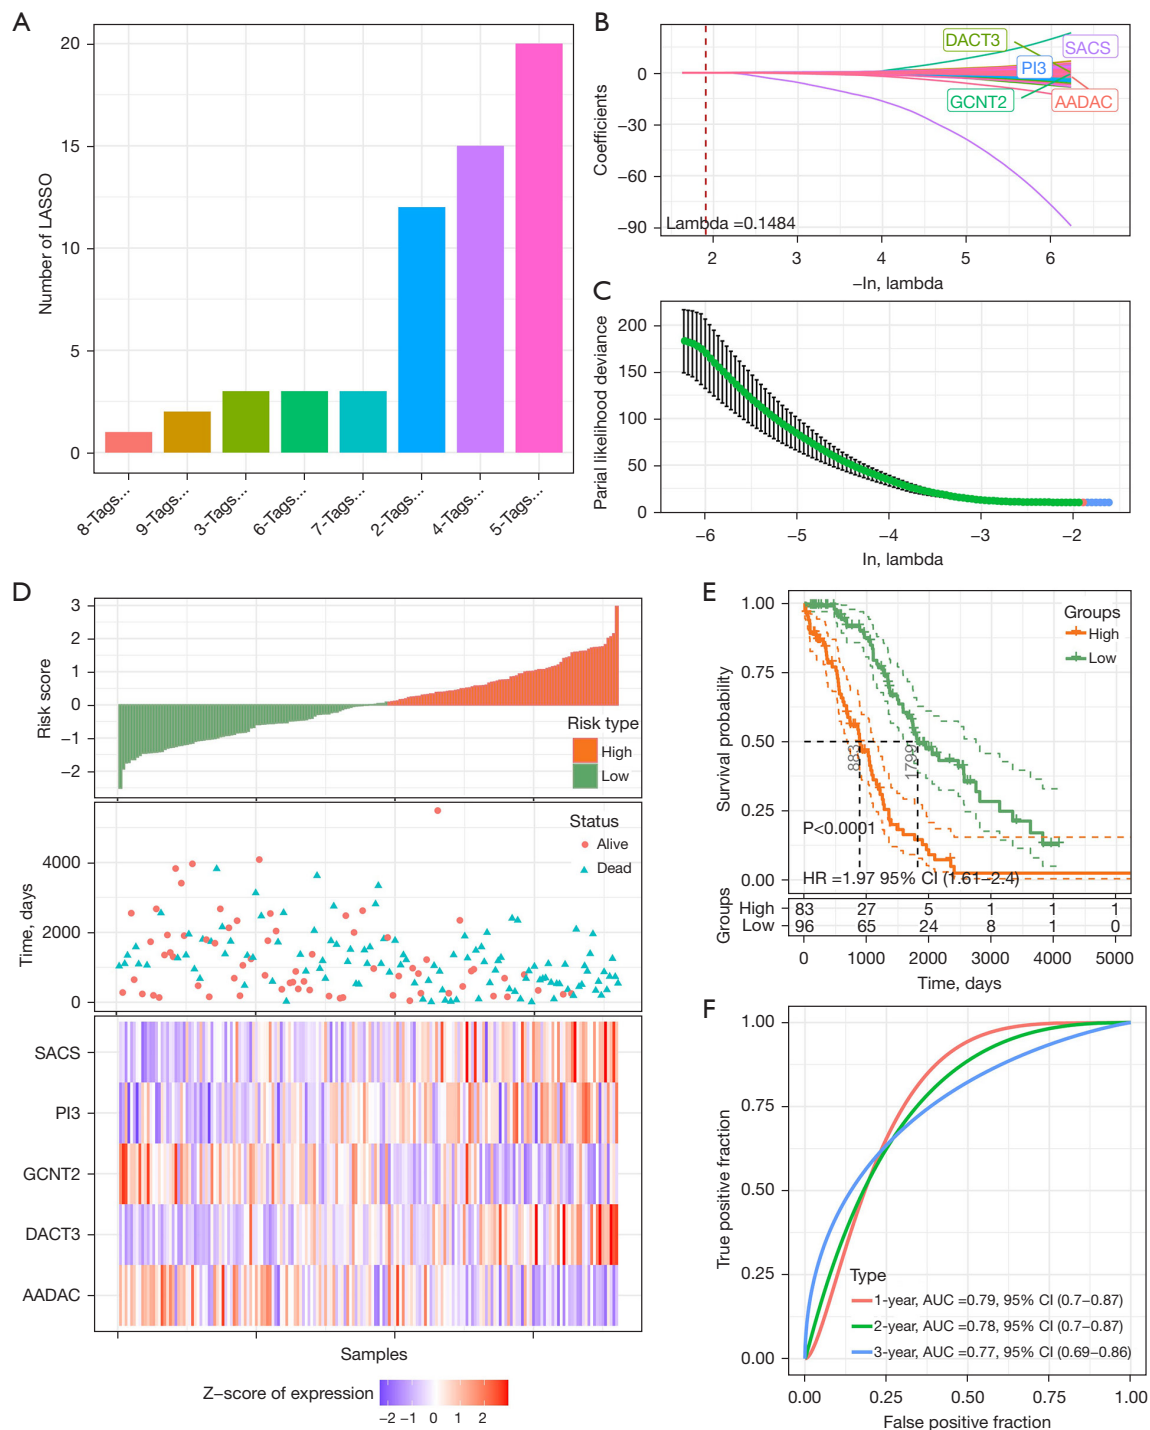 A
Number of LASSO
20
15
10
5
0
8-Tags...
9-Tags...
3-Tags...
6-Tags...
7-Tags...
2-Tags...
4-Tags...
5-Tags...
B
Coefficients
0
−30
−60
−90
DACT3
SACS
PI3
GCNT2
AADAC
Lambda =0.1484
2 3 4 5 6
−ln, lambda
C
Parial likelihood deviance
200
150
100
50
0
−6 −5 −4 −3 −2
ln, lambda
D
Risk score
3
2
1
0
−1
−2
Risk type
High
Low
Time, days
4000
2000
0
Status
Alive
Dead
SACS
PI3
GCNT2
DACT3
AADAC
Samples
Z−score of expression
−2 −1 0 1 2
E
Survival probability
1.00
0.75
0.50
0.25
0.00
Groups
High
Low
883
1799
P<0.0001
HR =1.97 95% CI (1.61−2.4)
Groups
High 83 27 5 1 1 1
Low 96 65 24 8 1 0
0 1000 2000 3000 4000 5000
Time, days
F
True positive fraction
1.00
0.75
0.50
0.25
0.00
Type
1-year, AUC =0.79, 95% CI (0.7−0.87)
2-year, AUC =0.78, 95% CI (0.7−0.87)
3-year, AUC =0.77, 95% CI (0.69−0.86)
0.00 0.25 0.50 0.75 1.00
False positive fraction